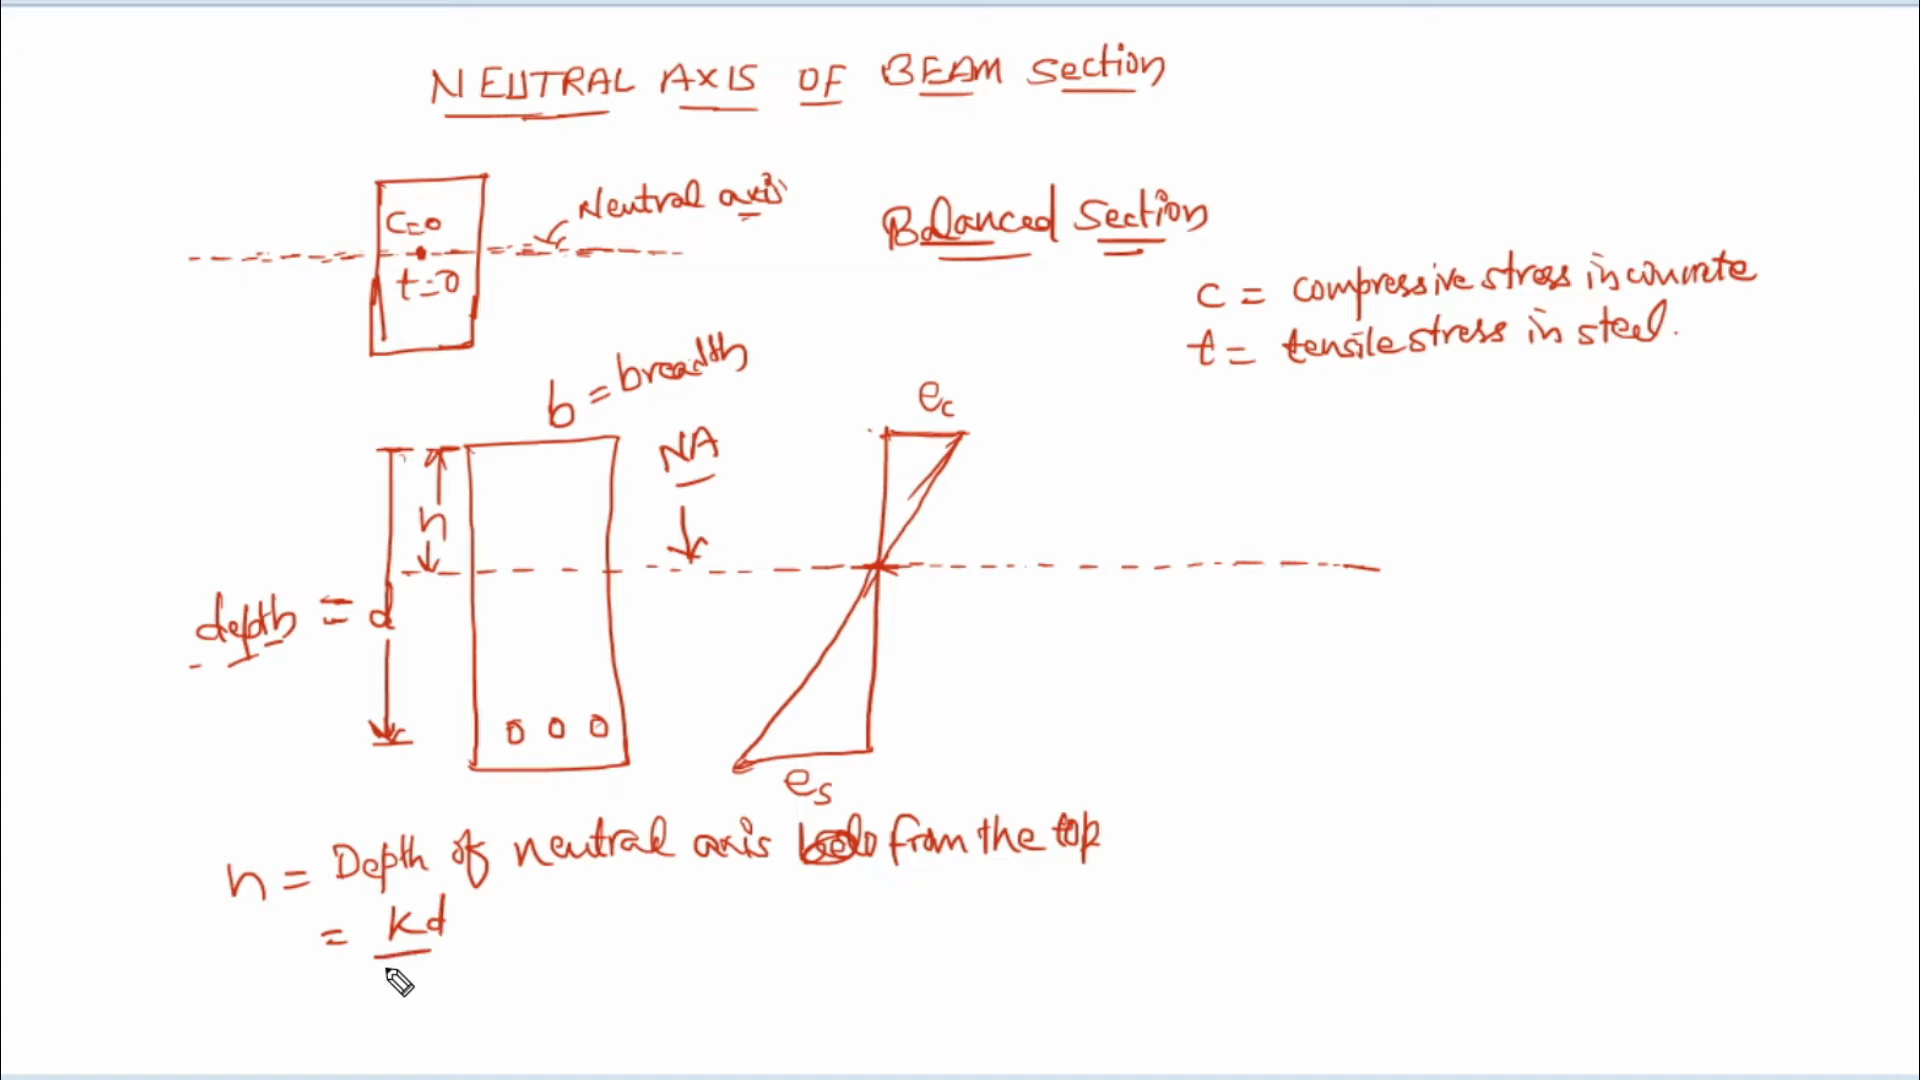 NEUTRAL AXIS OF BEAM Section
Neutral axis
C=0
t=0
Balanced Section
c = compressive stress in concrete
t = tensile stress in steel.
b = breadth
NA
ec
n
depth = d
es
n = Depth of neutral axis from the top
= kd